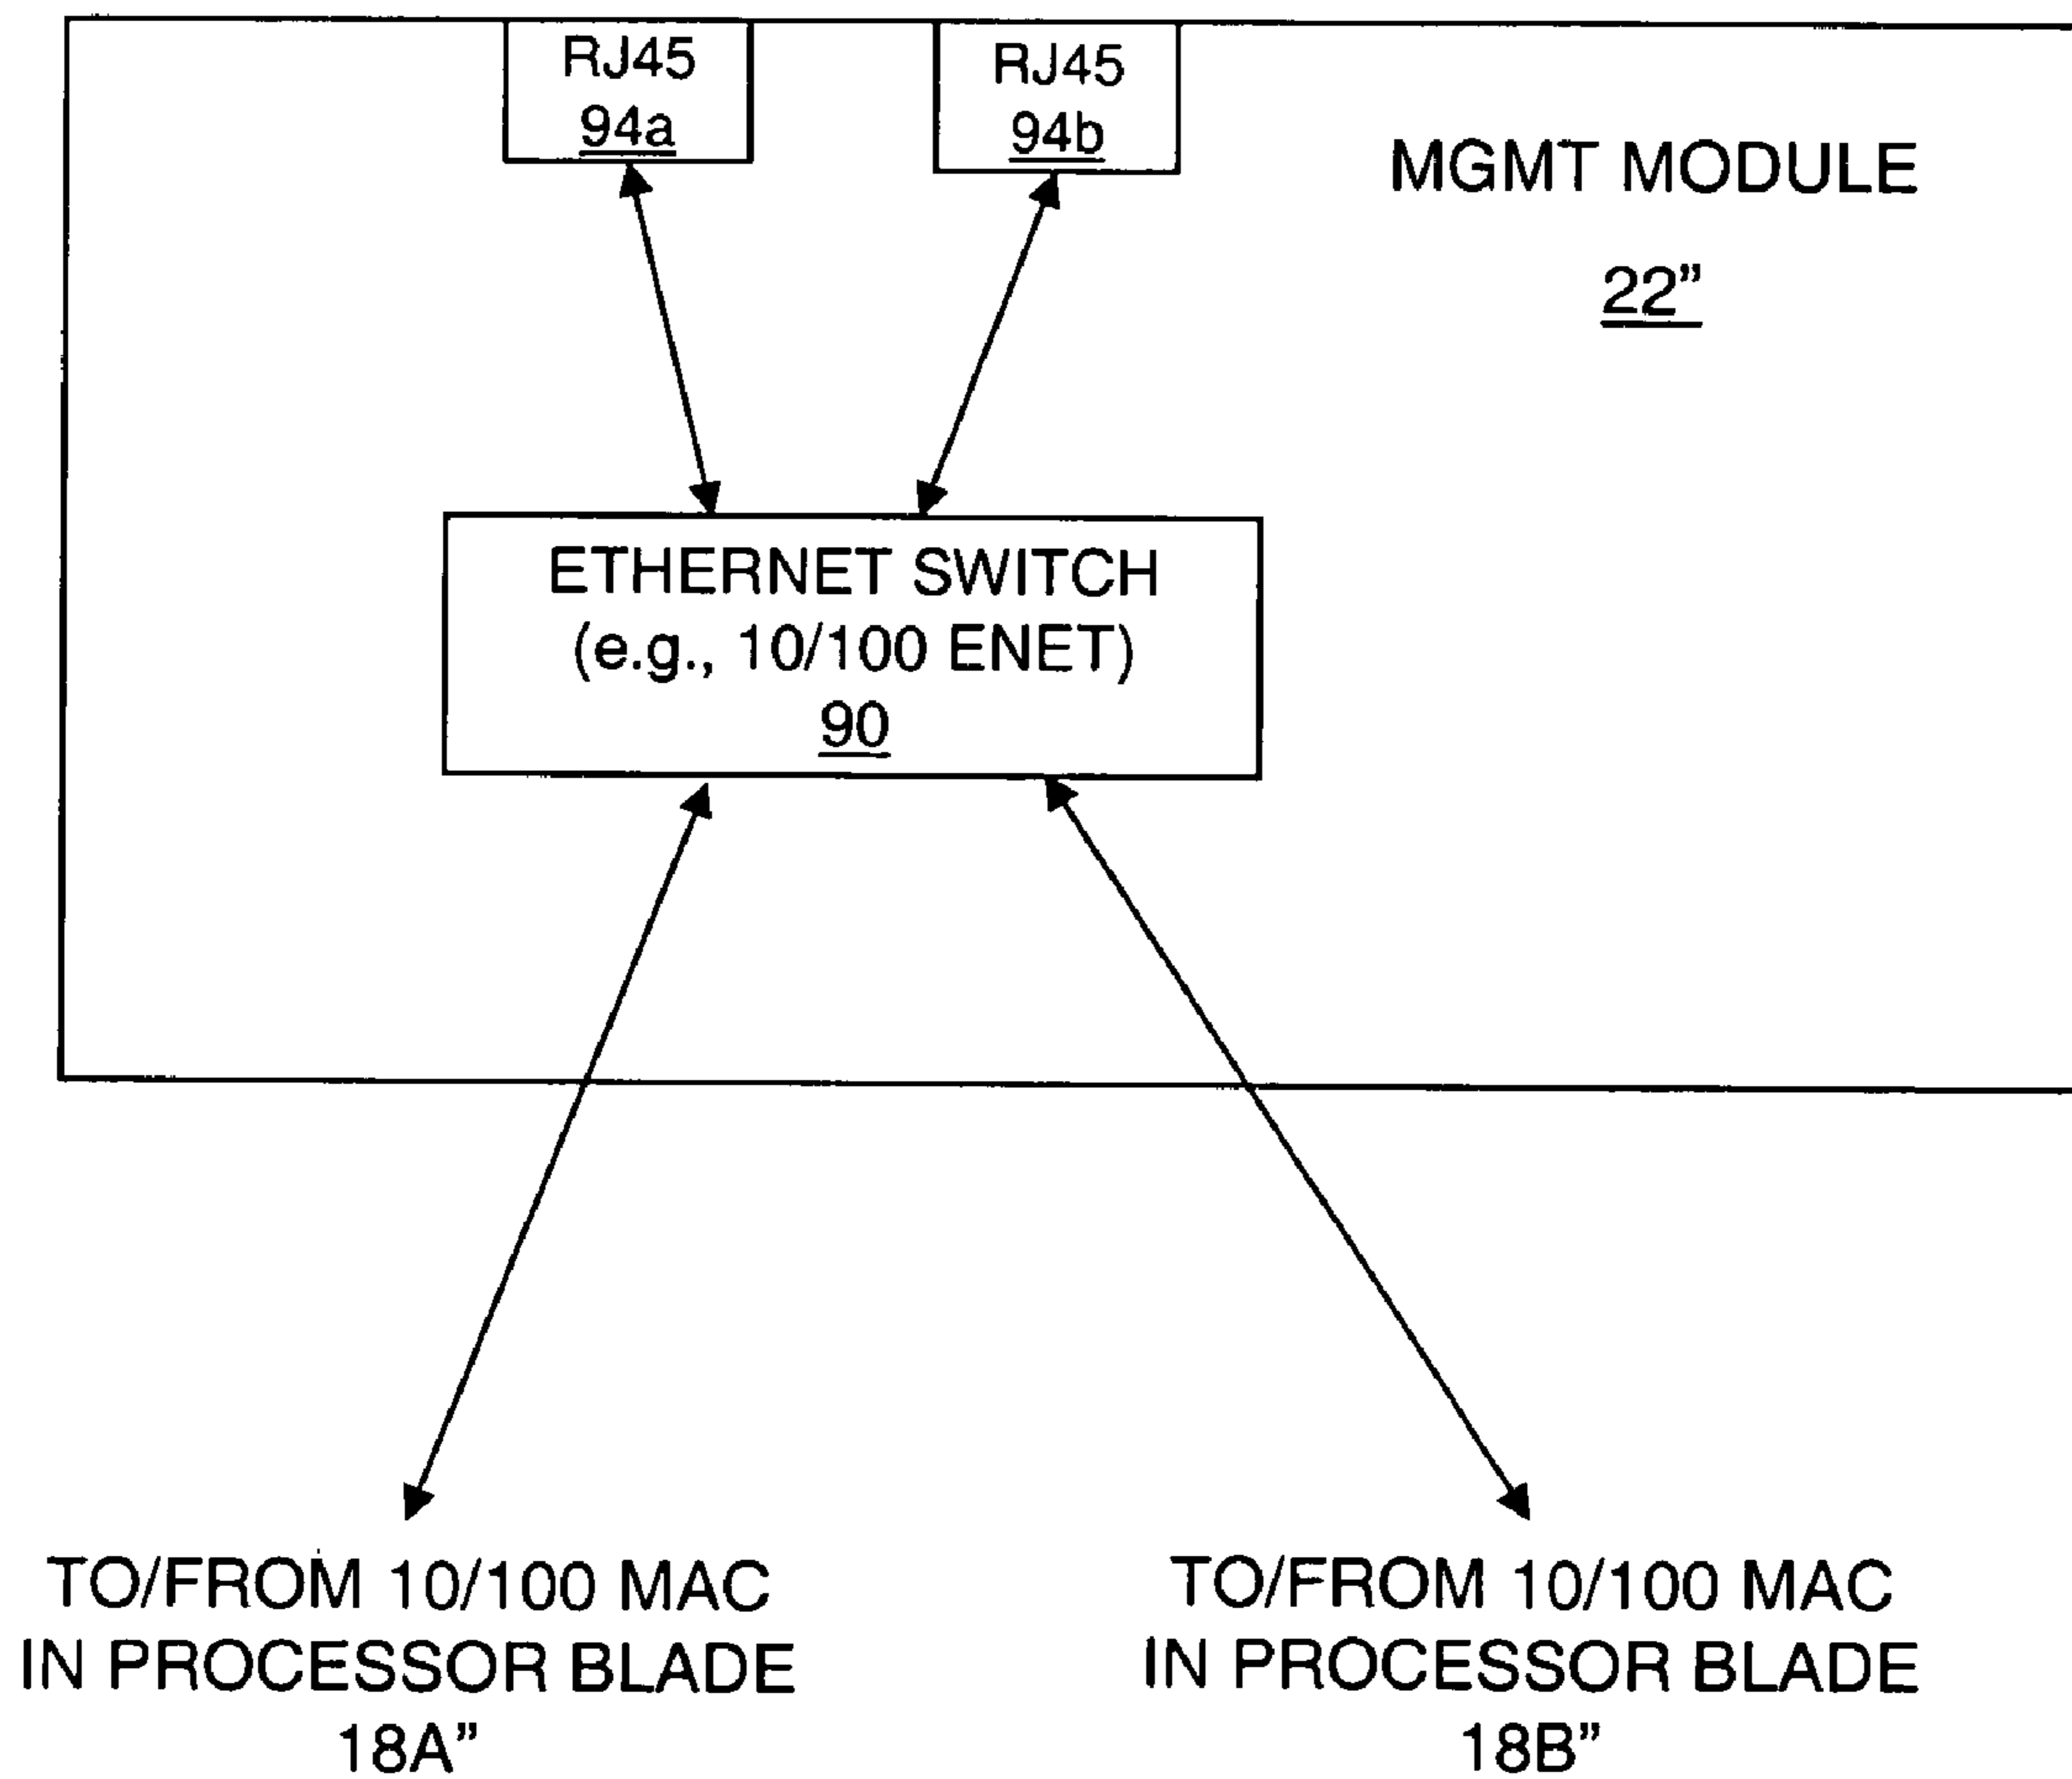 RJ45
94a
RJ45
94b
MGMT MODULE
22”
ETHERNET SWITCH
(e.g., 10/100 ENET)
90
TO/FROM 10/100 MAC
IN PROCESSOR BLADE
18A”
TO/FROM 10/100 MAC
IN PROCESSOR BLADE
18B”